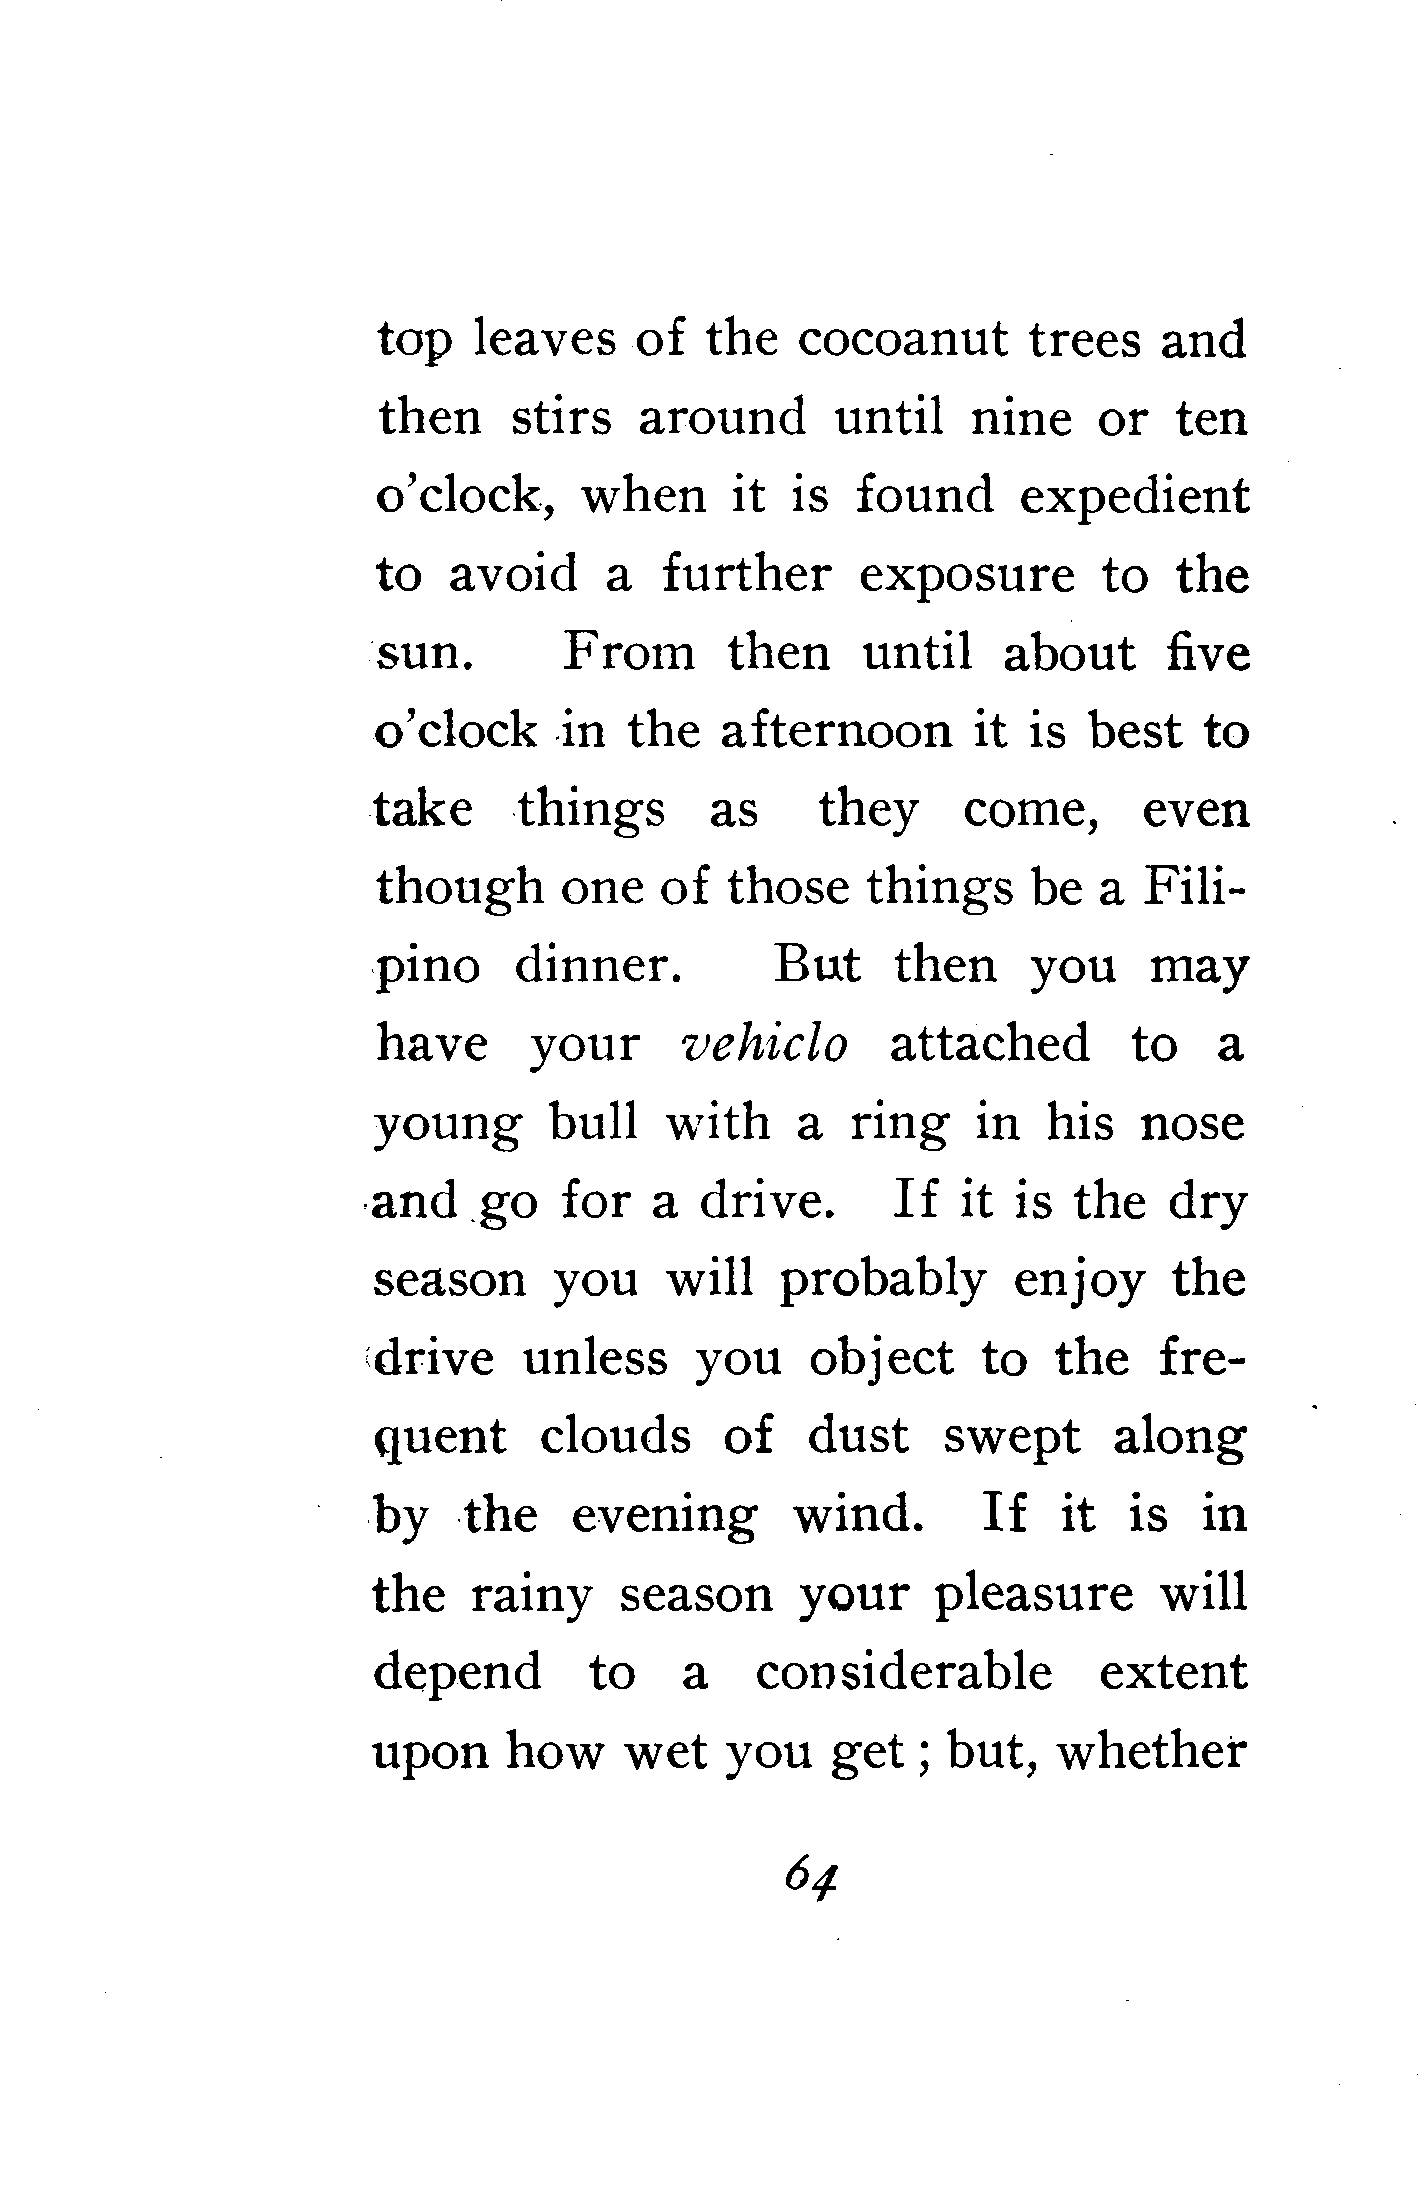 top leaves of the cocoanut trees and
then stirs around until nine or ten
o'clock, when it is found expedient
to avoid a further exposure to the
sun. From then until about five
o'clock in the afternoon it is best to
take things as they come, even
though one of those things be a Fili-
pino dinner. But then you may
have your vehiclo attached to a
young bull with a ring in his nose
and go for a drive. If it is the dry
season you will probably enjoy the
drive unless you object to the fre-
quent clouds of dust swept along
by the evening wind. If it is in
the rainy season your pleasure will
depend to a considerable extent
upon how wet you get ; but, whether
64